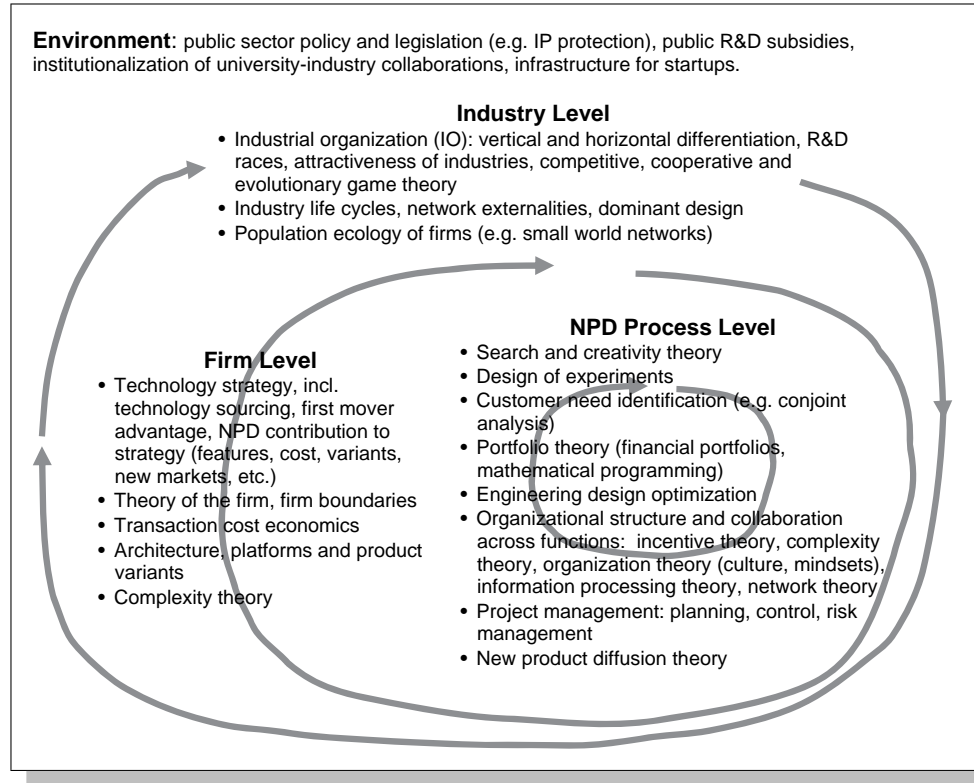 Environment: public sector policy and legislation (e.g. IP protection), public R&D subsidies,
institutionalization of university-industry collaborations, infrastructure for startups.
Industry Level
• Industrial organization (IO): vertical and horizontal differentiation, R&D
races, attractiveness of industries, competitive, cooperative and
evolutionary game theory
• Industry life cycles, network externalities, dominant design
• Population ecology of firms (e.g. small world networks)
Firm Level
• Technology strategy, incl.
technology sourcing, first mover
advantage, NPD contribution to
strategy (features, cost, variants,
new markets, etc.)
• Theory of the firm, firm boundaries
• Transaction cost economics
• Architecture, platforms and product
variants
• Complexity theory
NPD Process Level
• Search and creativity theory
• Design of experiments
• Customer need identification (e.g. conjoint
analysis)
• Portfolio theory (financial portfolios,
mathematical programming)
• Engineering design optimization
• Organizational structure and collaboration
across functions: incentive theory, complexity
theory, organization theory (culture, mindsets),
information processing theory, network theory
• Project management: planning, control, risk
management
• New product diffusion theory